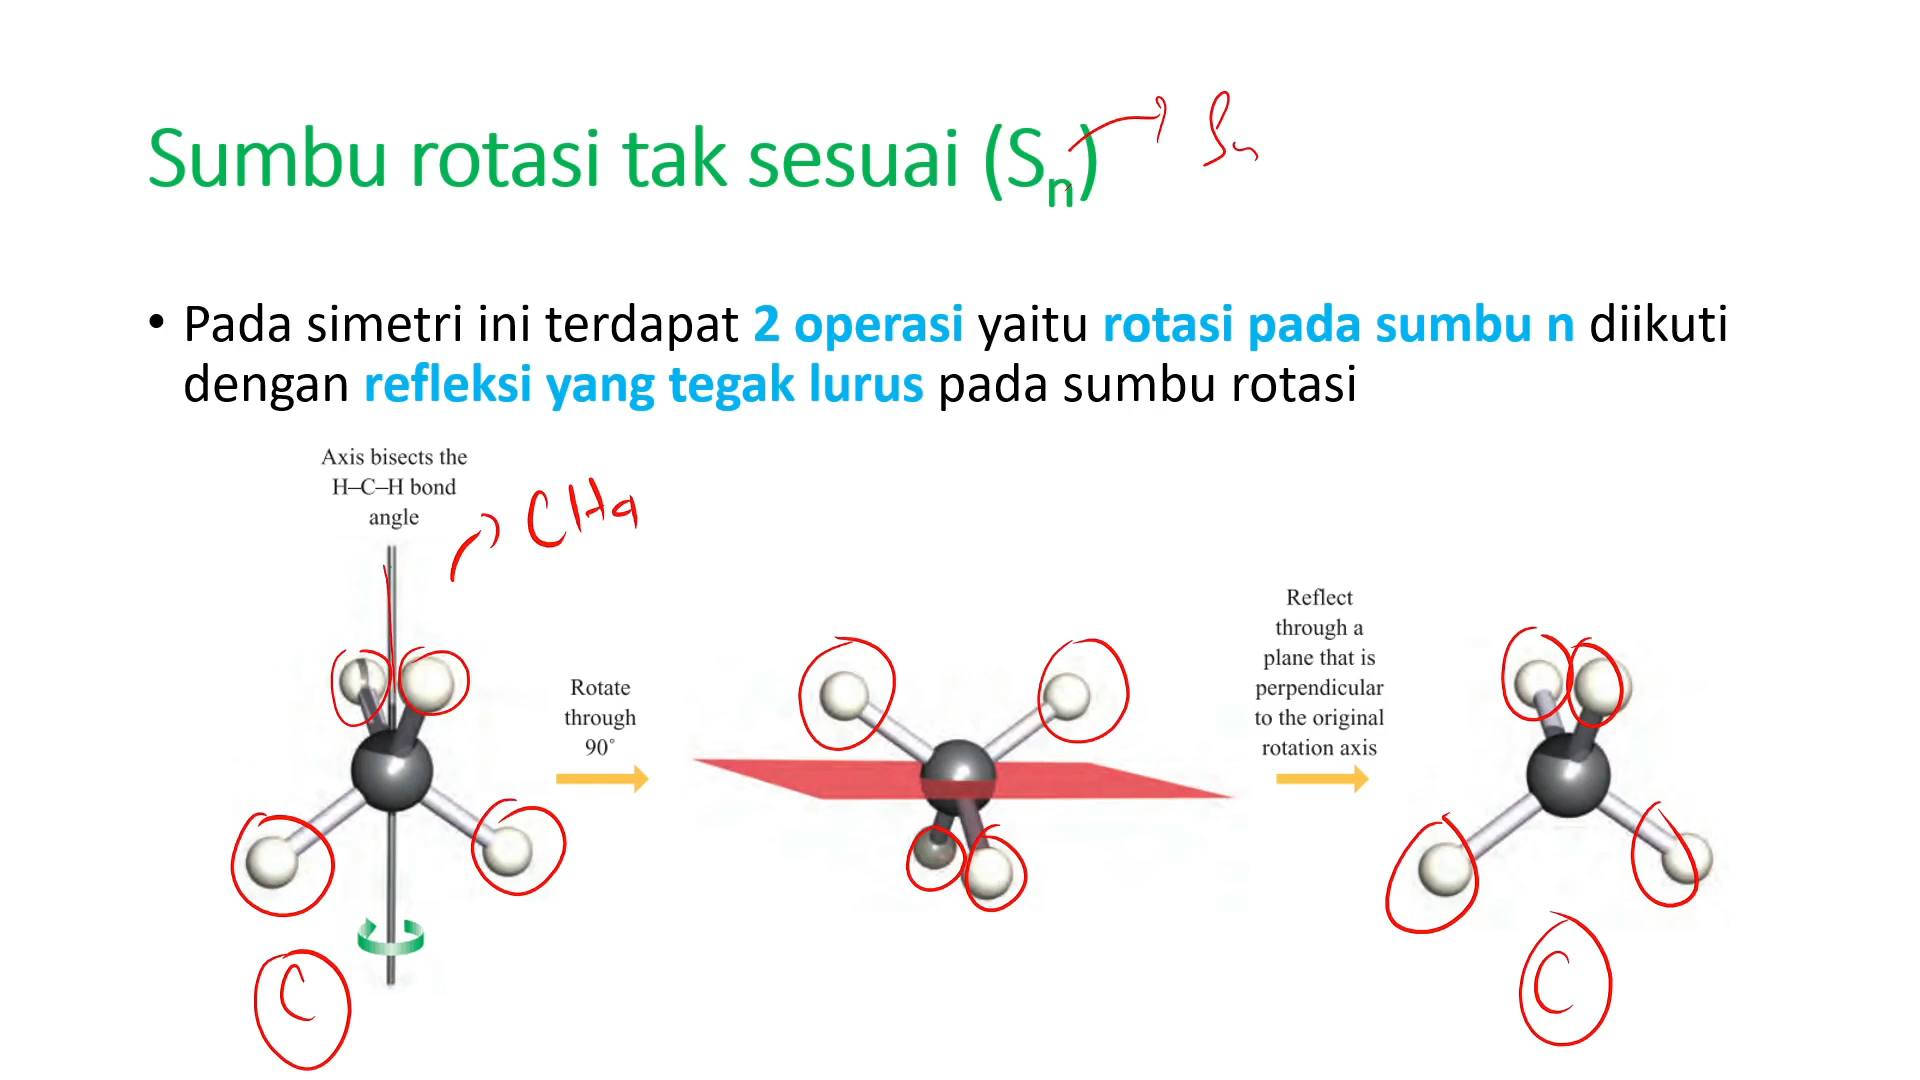 Sumbu rotasi tak sesuai (Sn)
Sn
• Pada simetri ini terdapat 2 operasi yaitu rotasi pada sumbu n diikuti
dengan refleksi yang tegak lurus pada sumbu rotasi
Axis bisects the
H–C–H bond
angle
CH4
Rotate
through
90°
Reflect
through a
plane that is
perpendicular
to the original
rotation axis
C
C